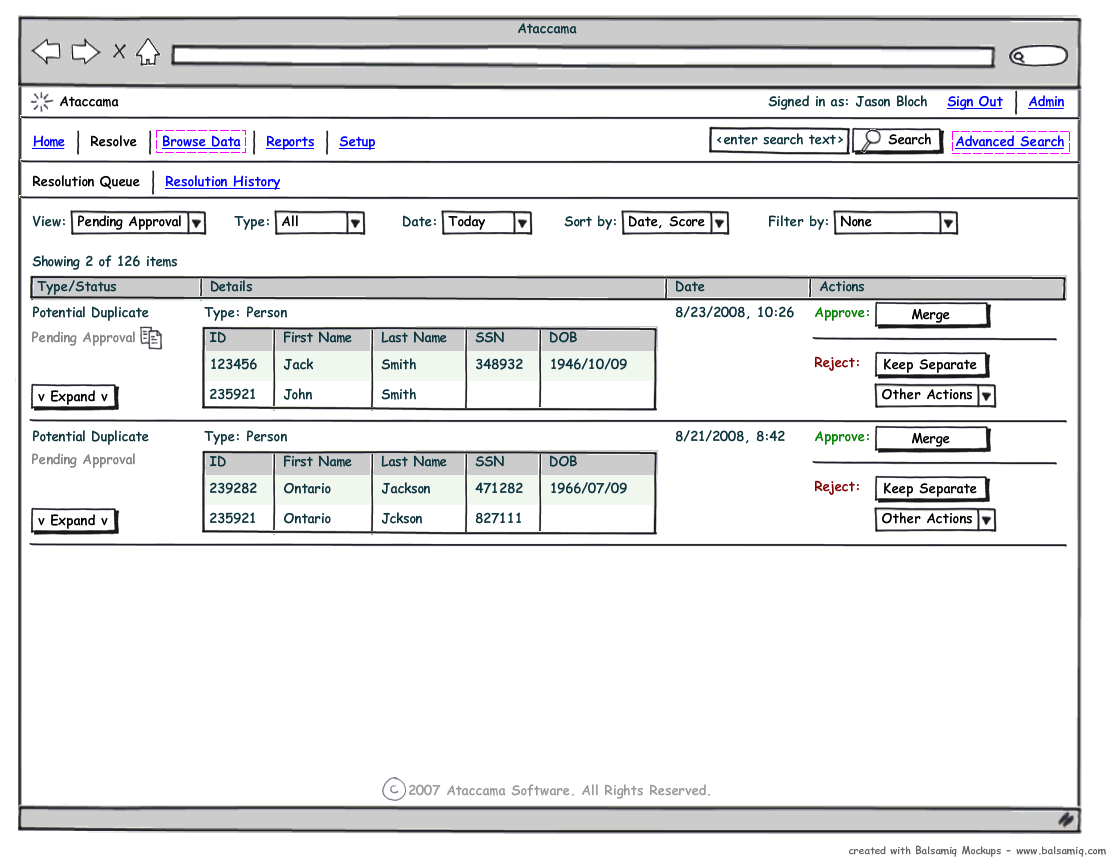 Ataccama
Ataccama Signed in as: Jason Bloch Sign Out Admin
Home Resolve Browse Data Reports Setup <enter search text> Search Advanced Search
Resolution Queue Resolution History
View: Pending Approval Type: All Date: Today Sort by: Date, Score Filter by: None
Showing 2 of 126 items
Type/Status Details Date Actions
Potential Duplicate Type: Person 8/23/2008, 10:26 Approve: Merge
Pending Approval ID First Name Last Name SSN DOB
123456 Jack Smith 348932 1946/10/09 Reject: Keep Separate
v Expand v 235921 John Smith Other Actions
Potential Duplicate Type: Person 8/21/2008, 8:42 Approve: Merge
Pending Approval ID First Name Last Name SSN DOB
239282 Ontario Jackson 471282 1966/07/09 Reject: Keep Separate
v Expand v 235921 Ontario Jckson 827111 Other Actions
© 2007 Ataccama Software. All Rights Reserved.
created with Balsamiq Mockups - www.balsamiq.com